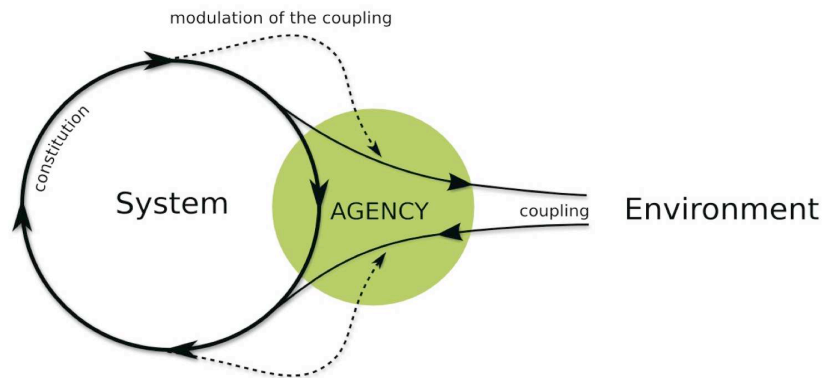 modulation of the coupling
constitution
System
AGENCY
coupling
Environment